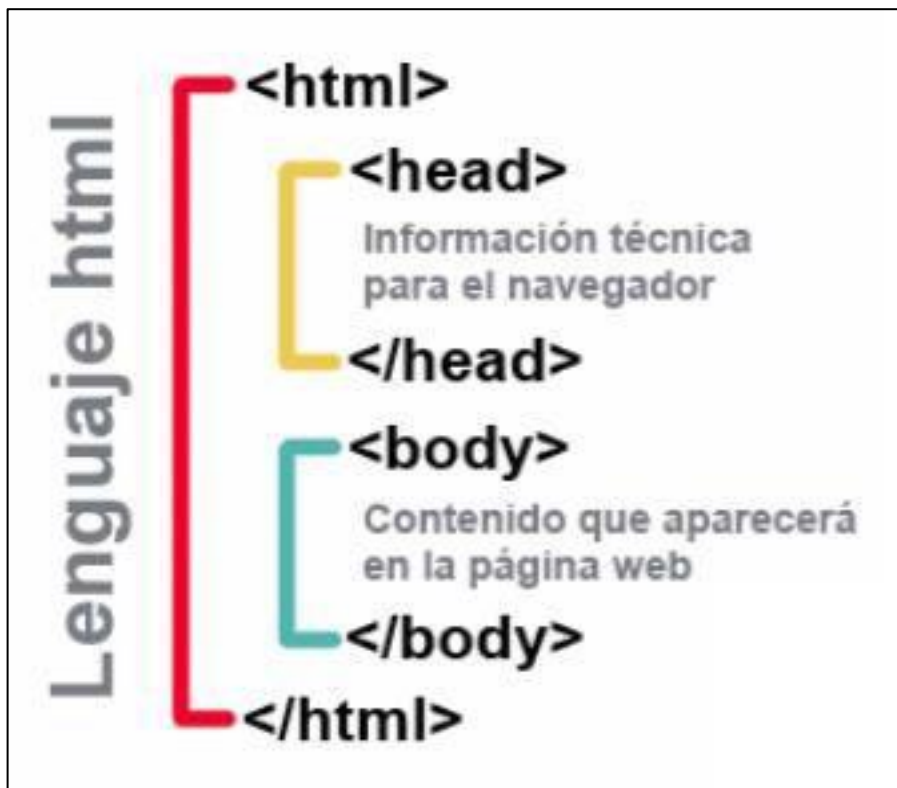 Lenguaje html
<html>
<head>
Información técnica
para el navegador
</head>
<body>
Contenido que aparecerá
en la página web
</body>
</html>